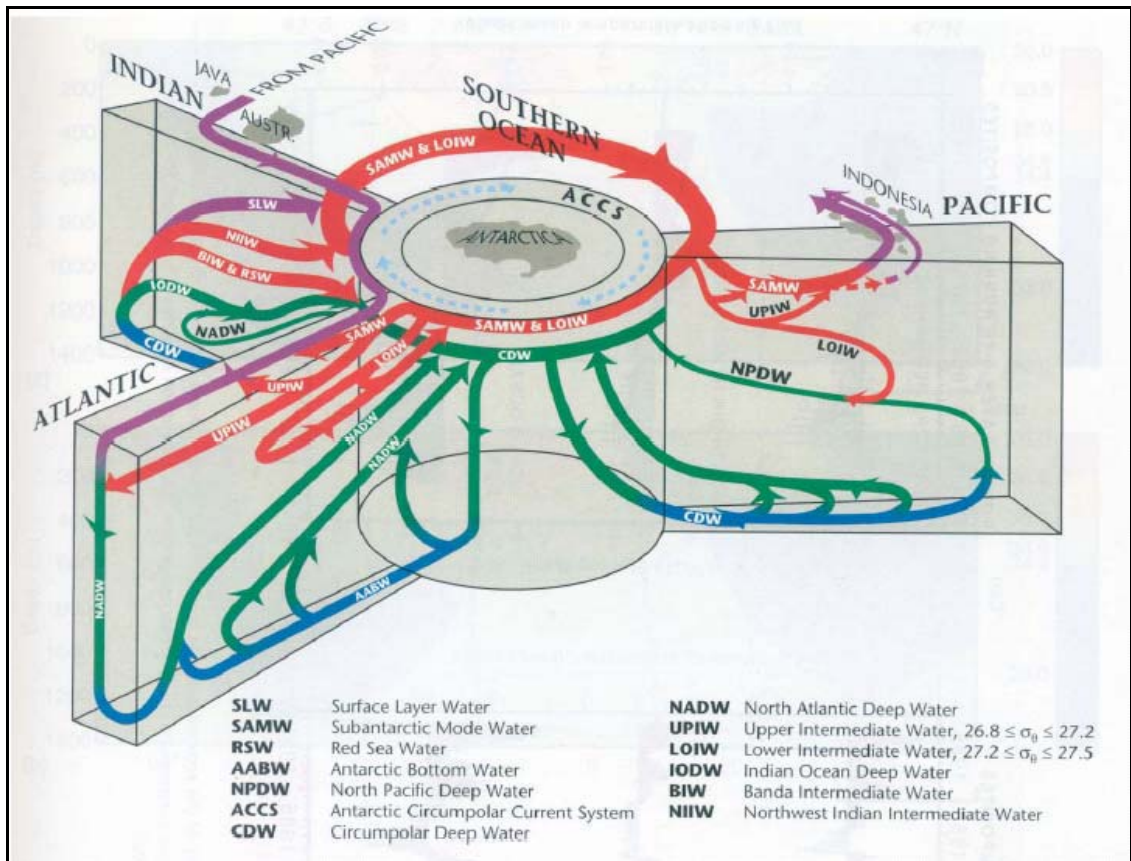 INDIAN
JAVA
AUSTR.
FROM PACIFIC
SOUTHERN
OCEAN
SAMW & LOIW
ACCS
ANTARCTICA
INDONESIA
PACIFIC
SLW
NIIW
BIW & RSW
IODW
NADW
CDW
SAMW
LOIW
UPIW
UPIW
SAMW & LOIW
CDW
SAMW
UPIW
LOIW
NPDW
CDW
ATLANTIC
NADW
NADW
NADW
AABW
SLW Surface Layer Water
SAMW Subantarctic Mode Water
RSW Red Sea Water
AABW Antarctic Bottom Water
NPDW North Pacific Deep Water
ACCS Antarctic Circumpolar Current System
CDW Circumpolar Deep Water
NADW North Atlantic Deep Water
UPIW Upper Intermediate Water, 26.8 ≤ σθ ≤ 27.2
LOIW Lower Intermediate Water, 27.2 ≤ σθ ≤ 27.5
IODW Indian Ocean Deep Water
BIW Banda Intermediate Water
NIIW Northwest Indian Intermediate Water